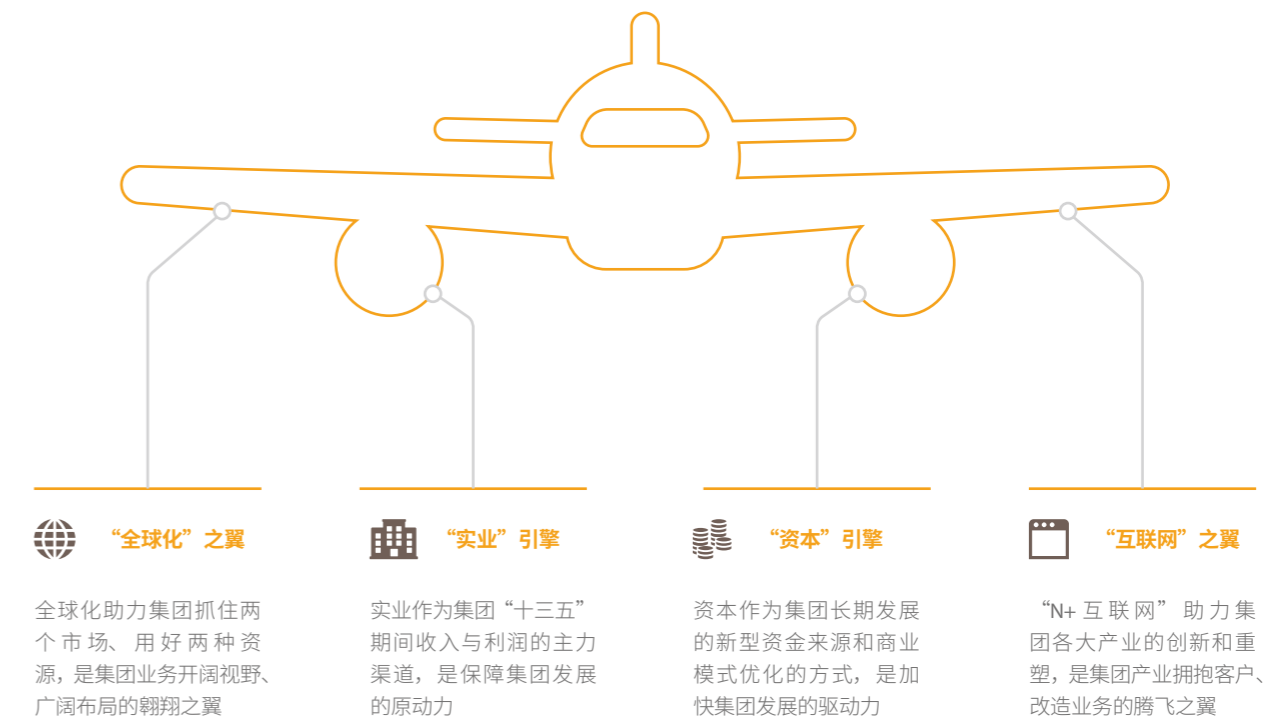 “全球化”之翼
全球化助力集团抓住两
个市场、用好两种资
源，是集团业务开阔视野、
广阔布局的翱翔之翼
“实业”引擎
实业作为集团“十三五”
期间收入与利润的主力
渠道，是保障集团发展
的原动力
“资本”引擎
资本作为集团长期发展
的新型资金来源和商业
模式优化的方式，是加
快集团发展的驱动力
“互联网”之翼
“N+互联网”助力集
团各大产业的创新和重
塑，是集团产业拥抱客户、
改造业务的腾飞之翼